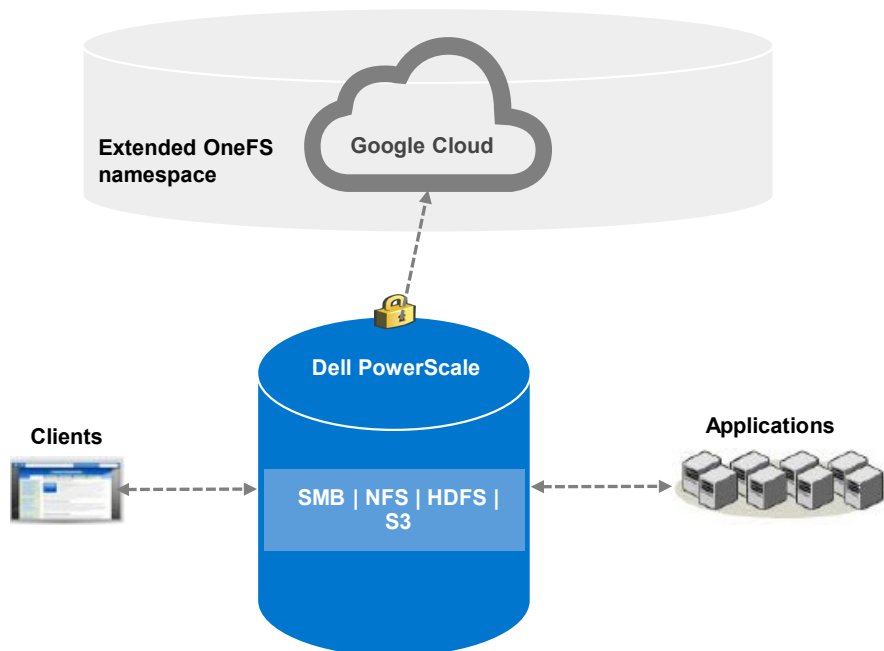 Extended OneFS
namespace
Google Cloud
Dell PowerScale
Clients
Applications
SMB | NFS | HDFS |
S3